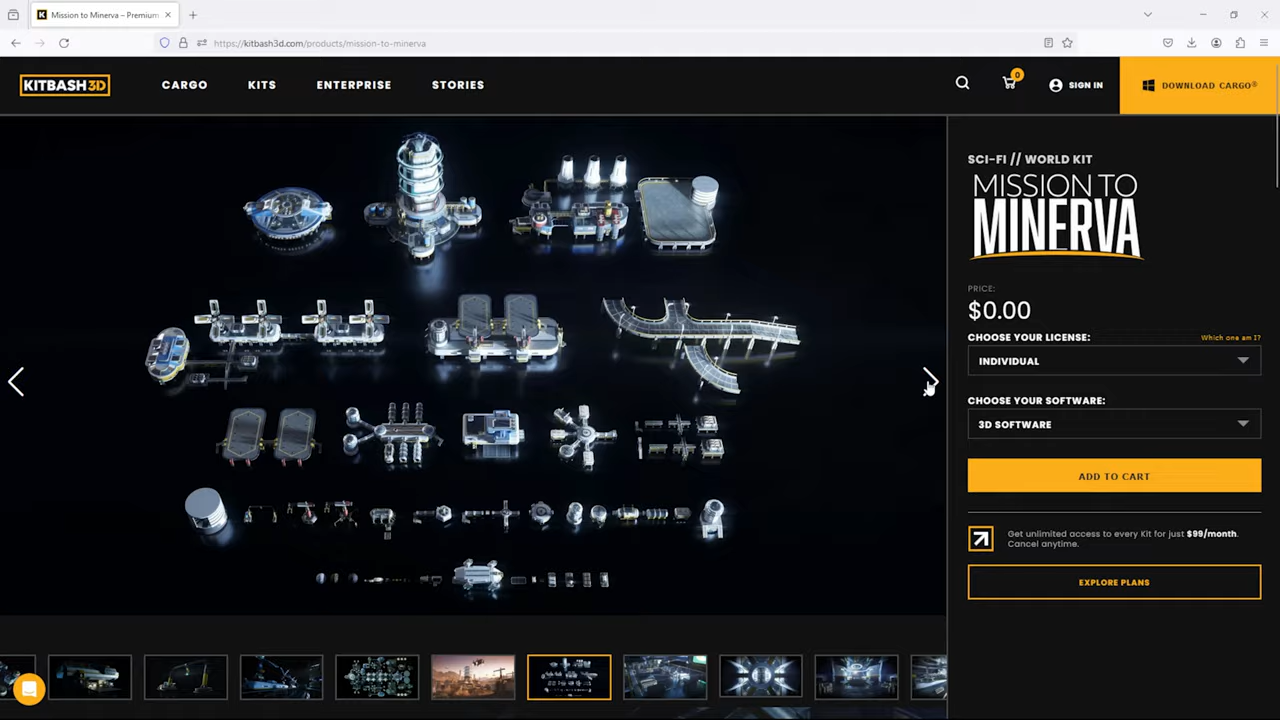 Mission to Minerva – Premium
https://kitbash3d.com/products/mission-to-minerva
KITBASH3D
CARGO
KITS
ENTERPRISE
STORIES
0
SIGN IN
DOWNLOAD CARGO®
SCI-FI // WORLD KIT
MISSION TO
MINERVA
PRICE:
$0.00
CHOOSE YOUR LICENSE:
Which one am I?
INDIVIDUAL
CHOOSE YOUR SOFTWARE:
3D SOFTWARE
ADD TO CART
Get unlimited access to every Kit for just $99/month.
Cancel anytime.
EXPLORE PLANS